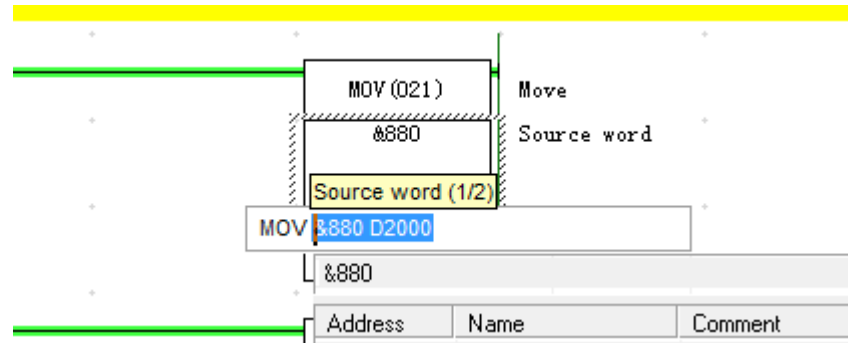 MOV(021)
Move
&880
Source word
Source word (1/2)
MOV &880 D2000
&880
Address Name Comment